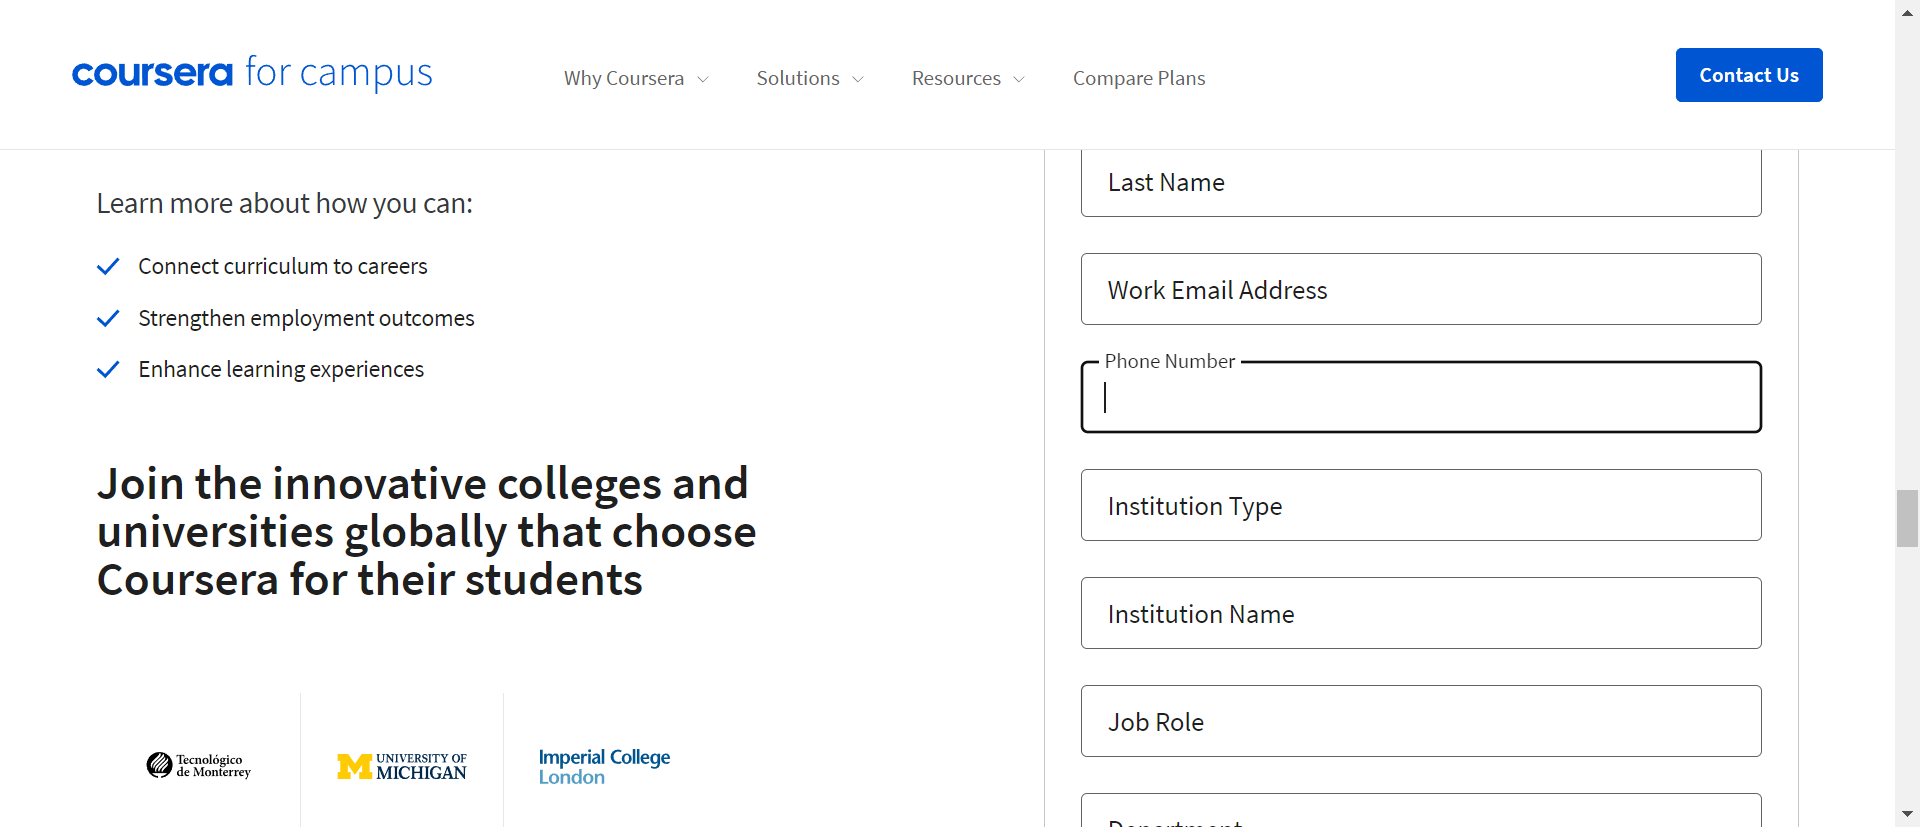 coursera for campus
Why Coursera
Solutions
Resources
Compare Plans
Contact Us
Learn more about how you can:
Connect curriculum to careers
Strengthen employment outcomes
Enhance learning experiences
Join the innovative colleges and
universities globally that choose
Coursera for their students
Tecnológico
de Monterrey
UNIVERSITY OF
MICHIGAN
Imperial College
London
Last Name
Work Email Address
Phone Number
Institution Type
Institution Name
Job Role
Department